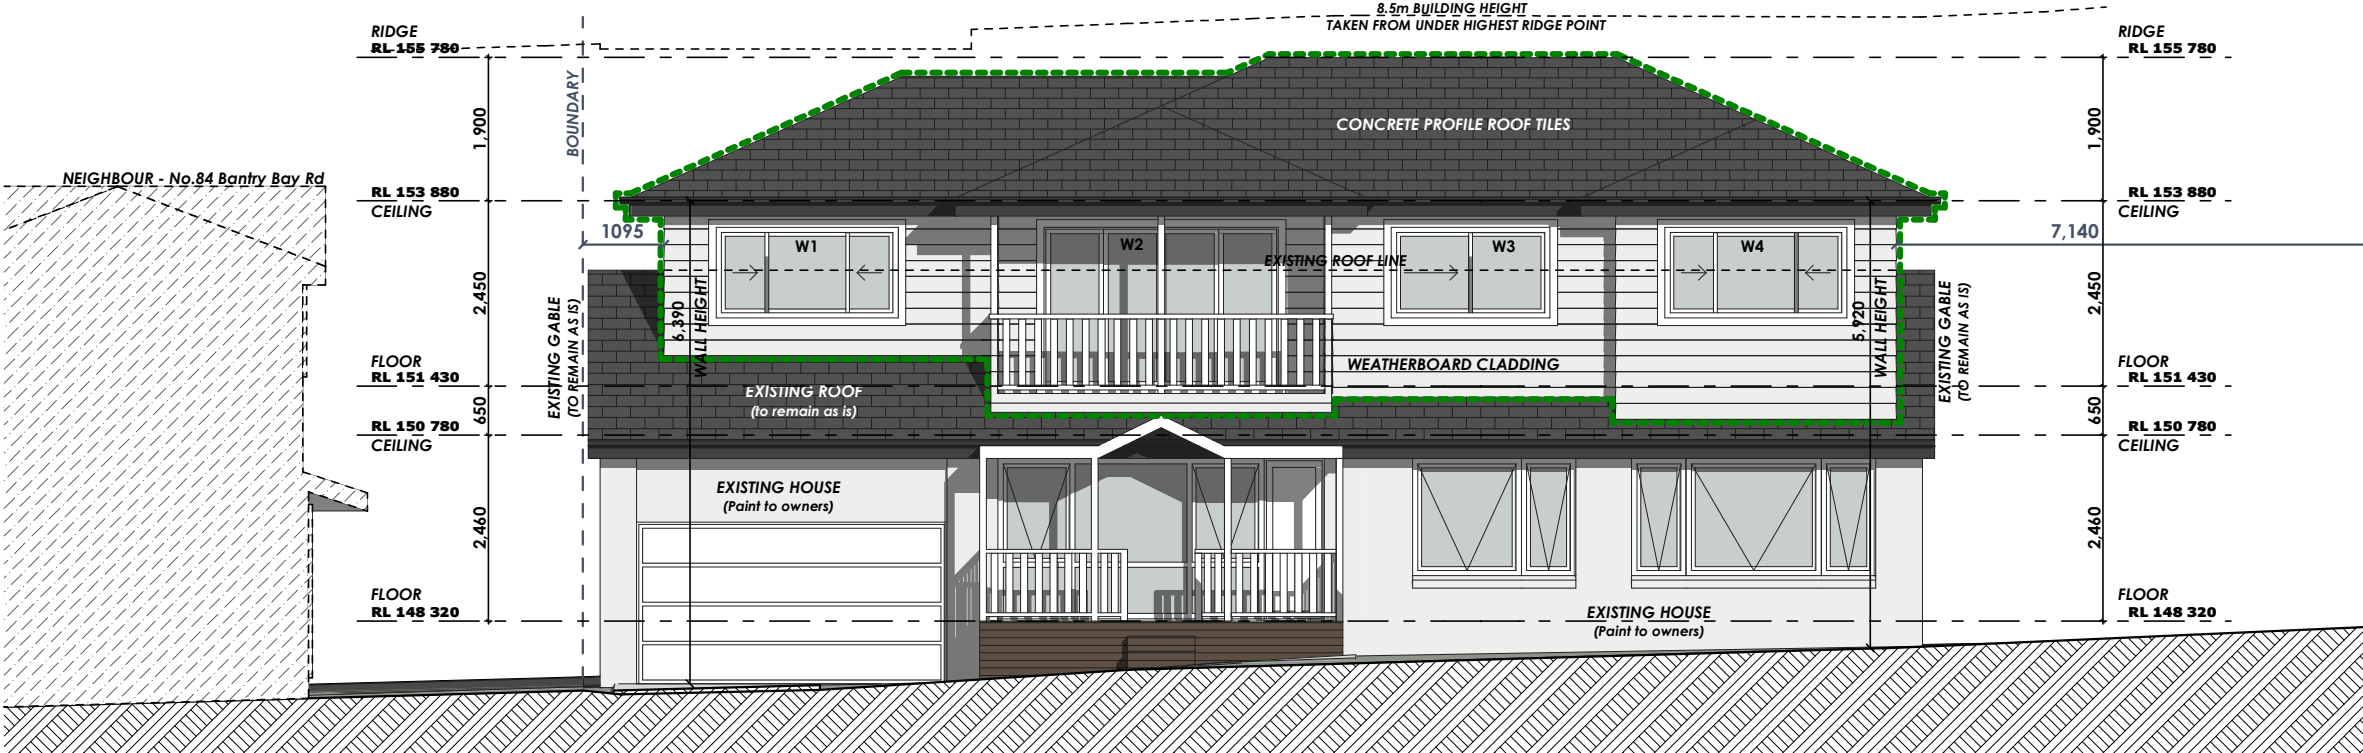 8.5m BUILDING HEIGHT
TAKEN FROM UNDER HIGHEST RIDGE POINT
RIDGE
RL 155 780
RIDGE
RL 155 780
BOUNDARY
1,900
1,900
CONCRETE PROFILE ROOF TILES
NEIGHBOUR - No.84 Bantry Bay Rd
RL 153 880
CEILING
RL 153 880
CEILING
1095
7,140
W1
W2
W3
W4
EXISTING ROOF LINE
2,450
2,450
6,390
WALL HEIGHT
5,920
WALL HEIGHT
EXISTING GABLE
(TO REMAIN AS IS)
EXISTING GABLE
(TO REMAIN AS IS)
WEATHERBOARD CLADDING
FLOOR
RL 151 430
FLOOR
RL 151 430
EXISTING ROOF
(to remain as is)
650
650
RL 150 780
CEILING
RL 150 780
CEILING
EXISTING HOUSE
(Paint to owners)
2,460
2,460
FLOOR
RL 148 320
FLOOR
RL 148 320
EXISTING HOUSE
(Paint to owners)